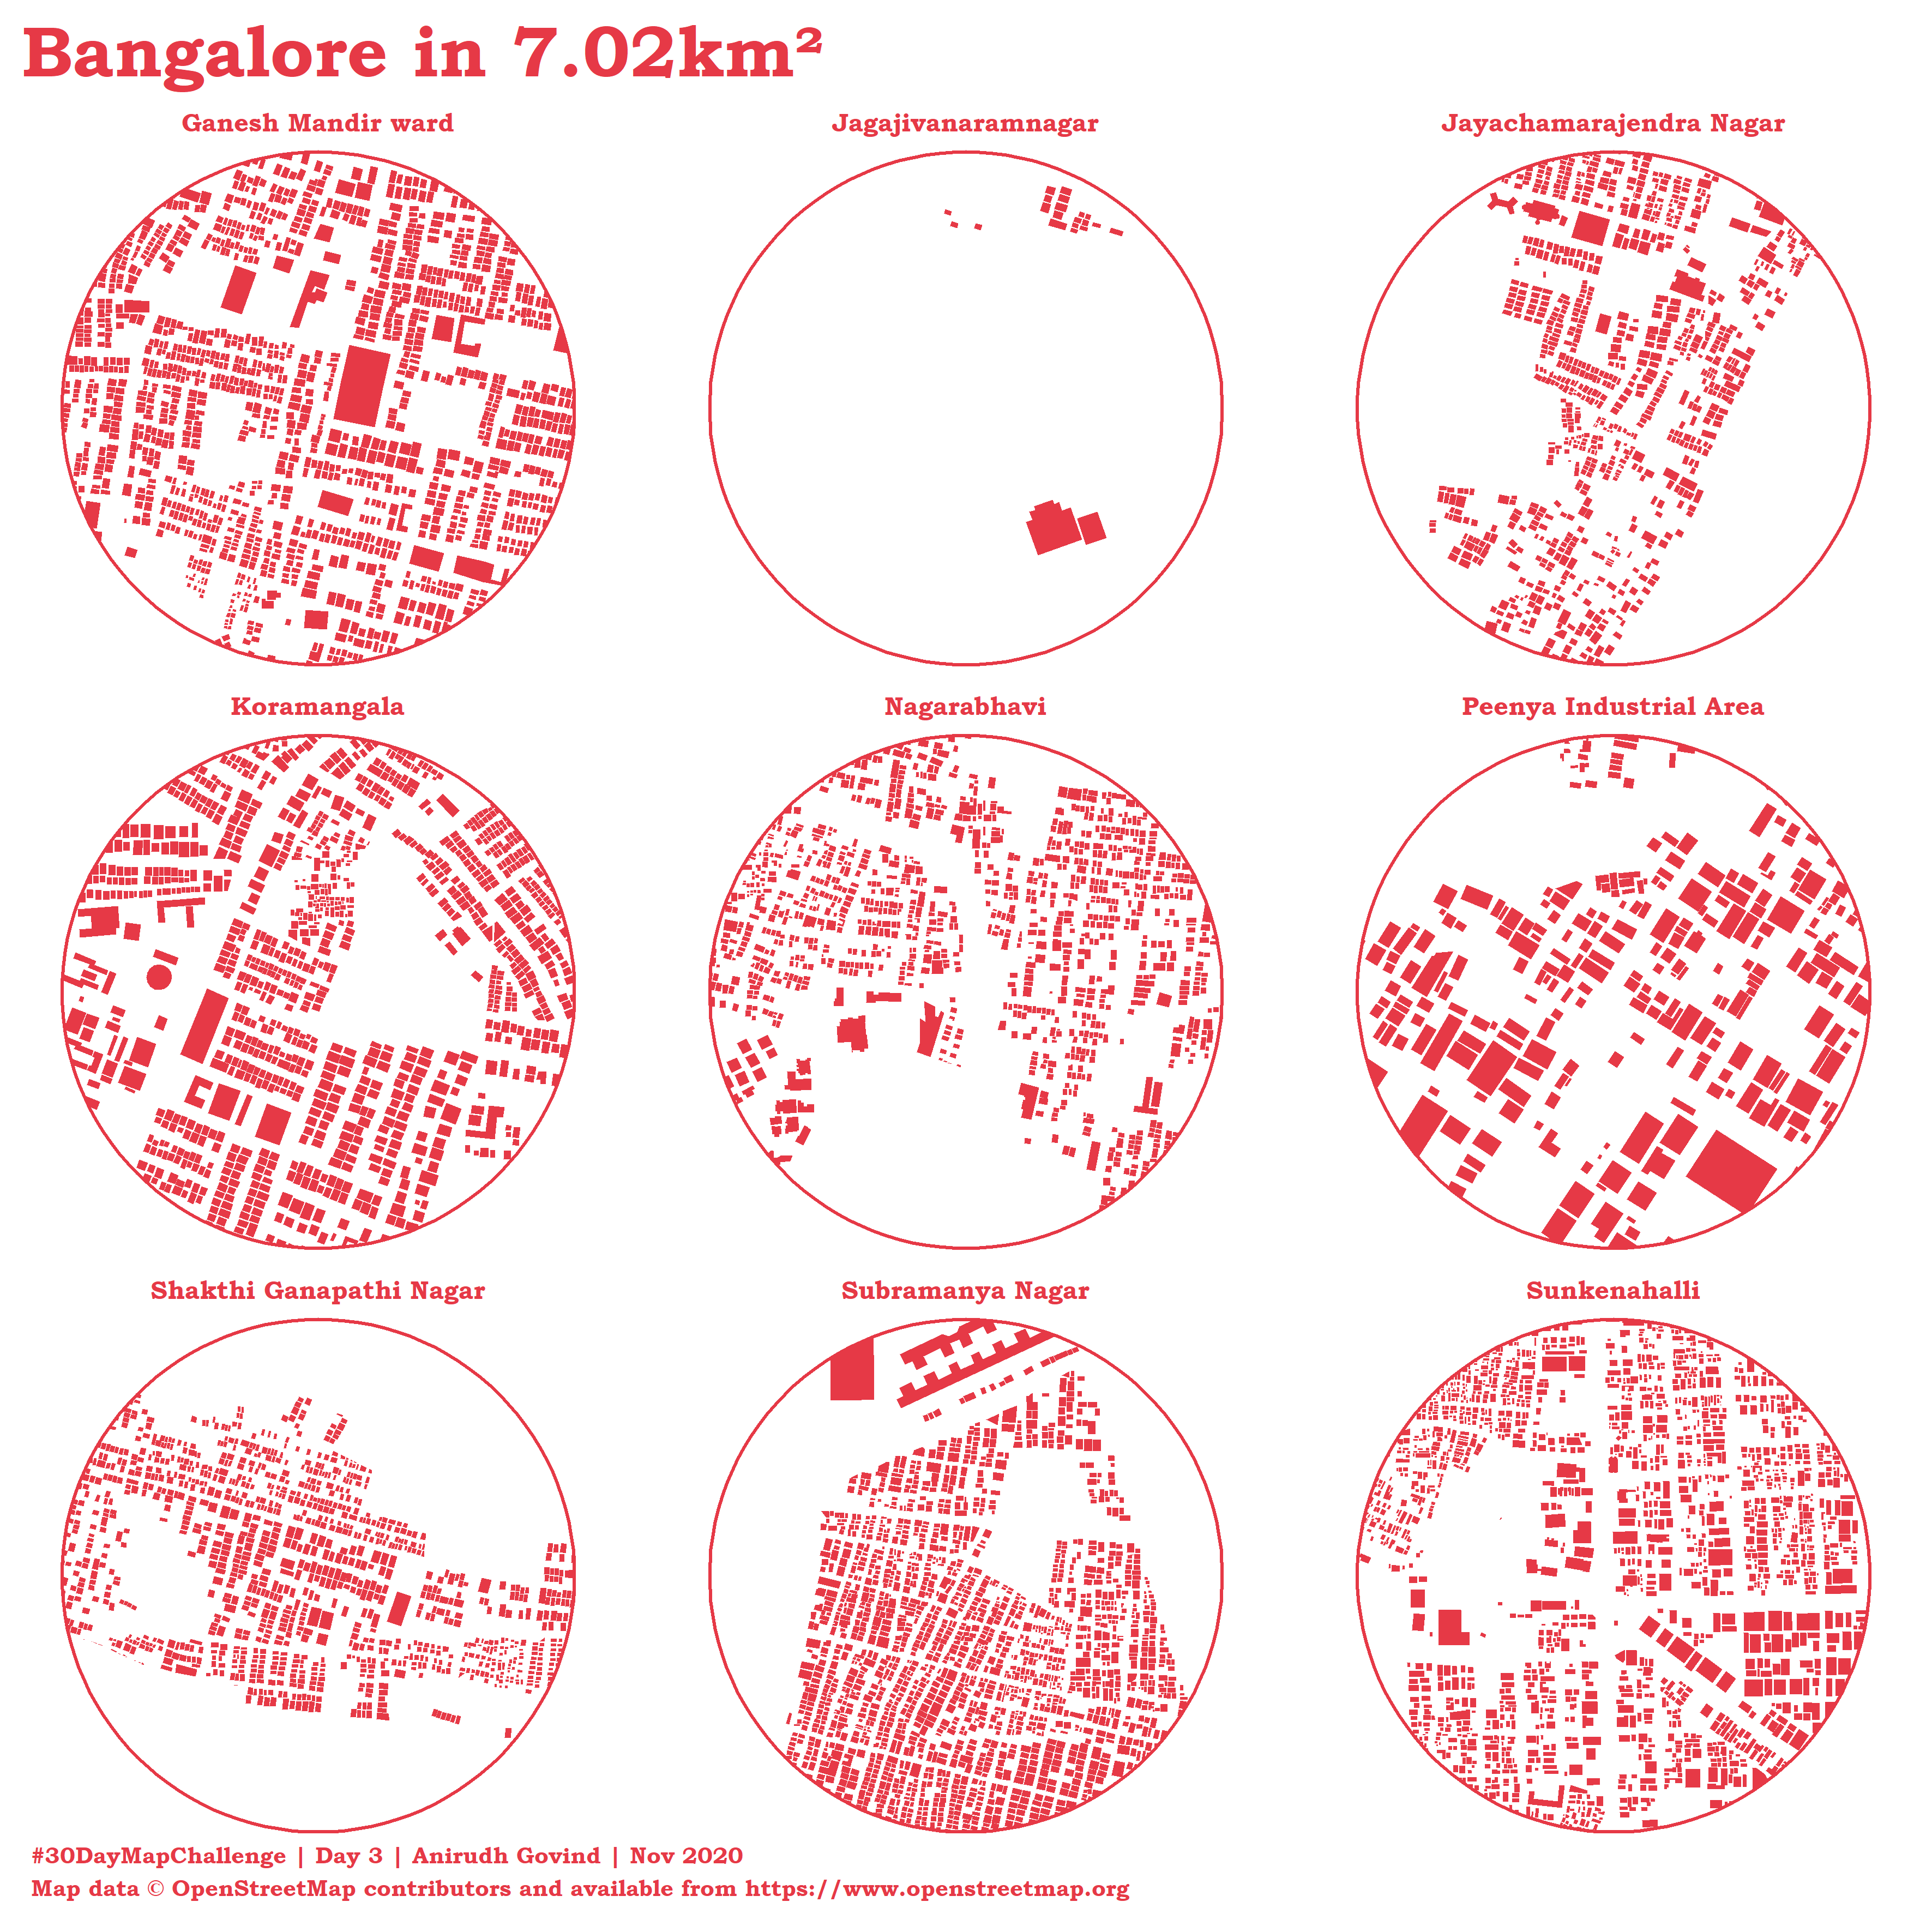 Bangalore in 7.02km²
Ganesh Mandir ward
Jagajivanaramnagar
Jayachamarajendra Nagar
Koramangala
Nagarabhavi
Peenya Industrial Area
Shakthi Ganapathi Nagar
Subramanya Nagar
Sunkenahalli
#30DayMapChallenge | Day 3 | Anirudh Govind | Nov 2020
Map data © OpenStreetMap contributors and available from https://www.openstreetmap.org